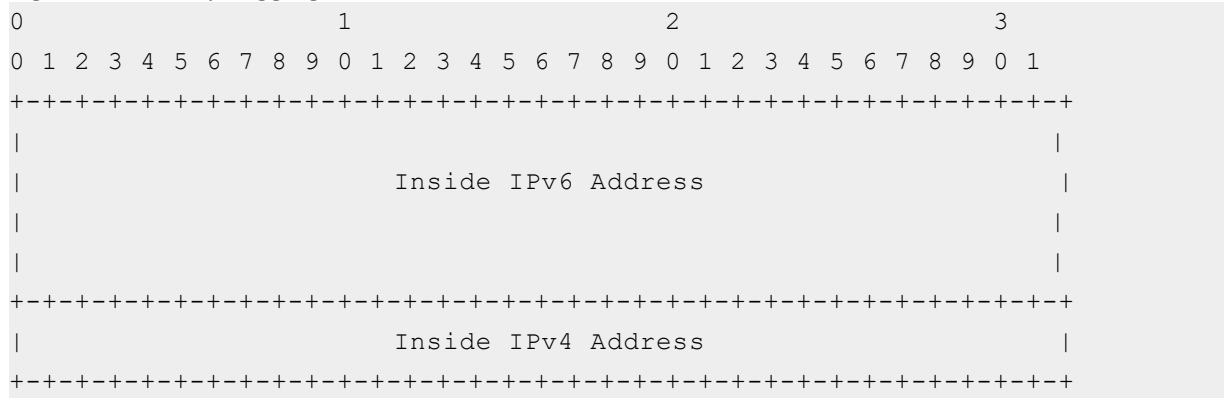 0                   1                   2                   3
0 1 2 3 4 5 6 7 8 9 0 1 2 3 4 5 6 7 8 9 0 1 2 3 4 5 6 7 8 9 0 1
+-+-+-+-+-+-+-+-+-+-+-+-+-+-+-+-+-+-+-+-+-+-+-+-+-+-+-+-+-+-+-+-+
|                                                               |
|                       Inside IPv6 Address                     |
|                                                               |
|                                                               |
+-+-+-+-+-+-+-+-+-+-+-+-+-+-+-+-+-+-+-+-+-+-+-+-+-+-+-+-+-+-+-+-+
|                       Inside IPv4 Address                     |
+-+-+-+-+-+-+-+-+-+-+-+-+-+-+-+-+-+-+-+-+-+-+-+-+-+-+-+-+-+-+-+-+